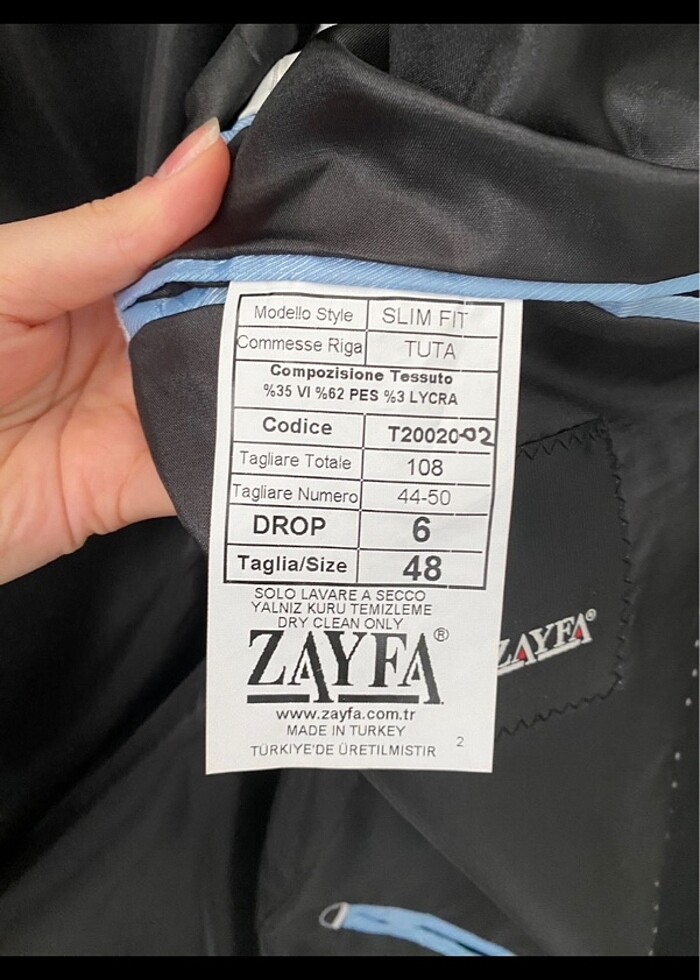 Modello Style SLIM FIT
Commesse Riga TUTA
Compozisione Tessuto
%35 VI %62 PES %3 LYCRA
Codice T20020-02
Tagliare Totale 108
Tagliare Numero 44-50
DROP 6
Taglia/Size 48
SOLO LAVARE A SECCO
YALNIZ KURU TEMIZLEME
DRY CLEAN ONLY
ZAYFA®
www.zayfa.com.tr
MADE IN TURKEY
TÜRKIYE'DE ÜRETILMISTIR 2
ZAYFA®